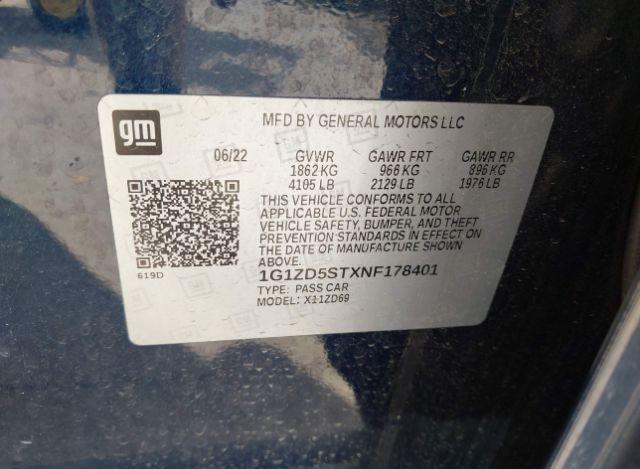 gm
MFD BY GENERAL MOTORS LLC
06/22 GVWR GAWR FRT GAWR RR
1862 KG 966 KG 896 KG
4105 LB 2129 LB 1976 LB
THIS VEHICLE CONFORMS TO ALL
APPLICABLE U.S. FEDERAL MOTOR
VEHICLE SAFETY, BUMPER, AND THEFT
PREVENTION STANDARDS IN EFFECT ON
THE DATE OF MANUFACTURE SHOWN
ABOVE.
619D
1G1ZD5STXNF178401
TYPE: PASS CAR
MODEL: X11ZD69